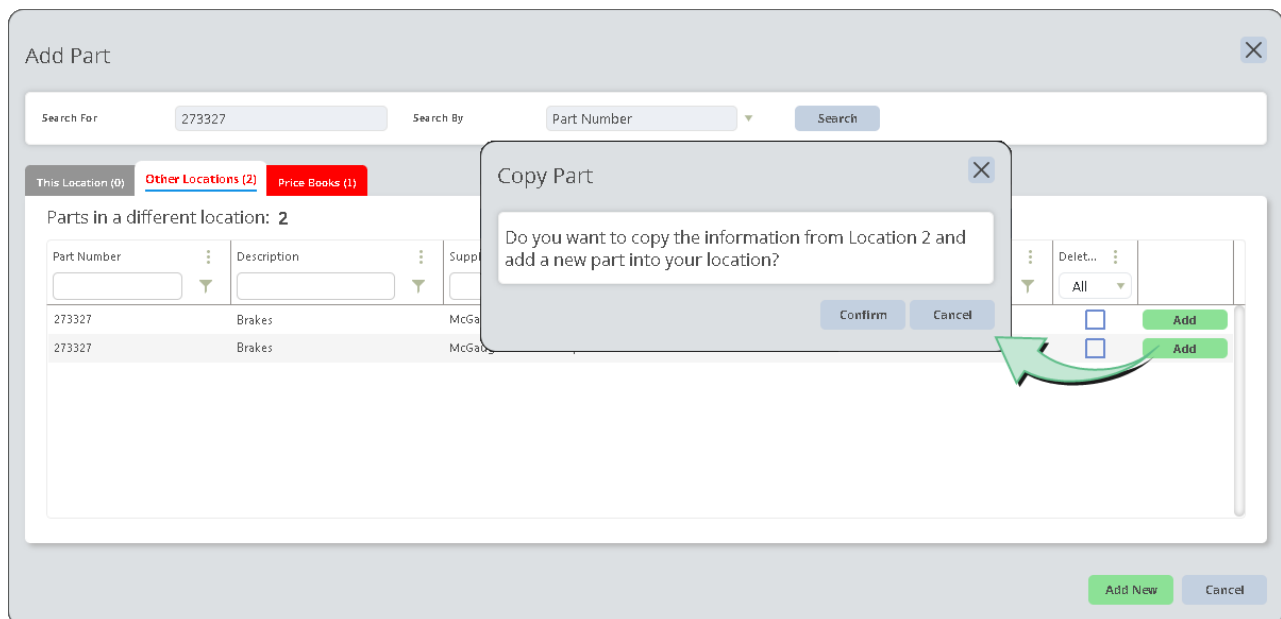 Add Part
Search For 273327 Search By Part Number Search
This Location (0) Other Locations (2) Price Books (1)
Copy Part
Parts in a different location: 2
Do you want to copy the information from Location 2 and
add a new part into your location?
Part Number Description Delet...
All
Confirm Cancel
273327 Brakes Add
273327 Brakes Add
Add New Cancel